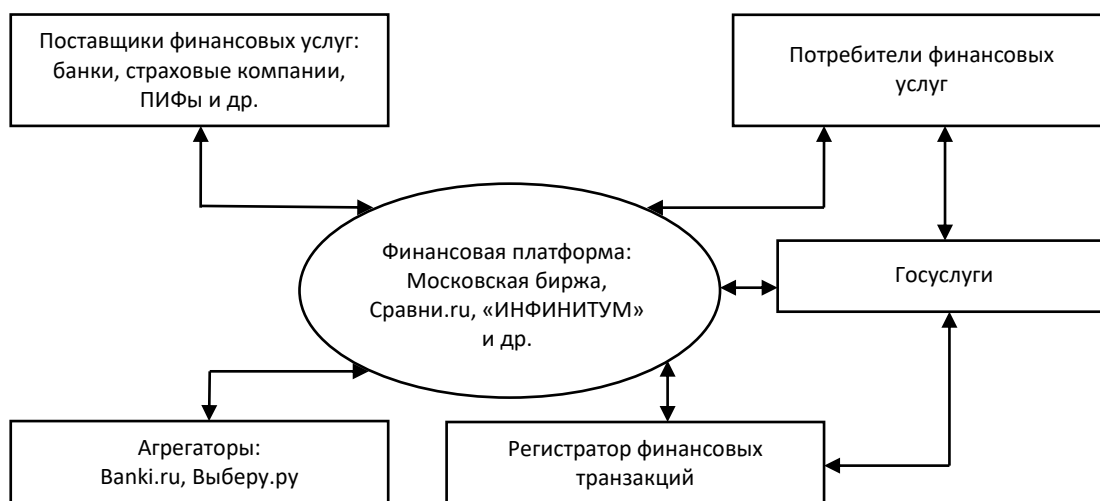 Поставщики финансовых услуг:
банки, страховые компании,
ПИФы и др.
Потребители финансовых
услуг
Финансовая платформа:
Московская биржа,
Сравни.ru, «ИНФИНИТУМ»
и др.
Госуслуги
Агрегаторы:
Banki.ru, Выберу.ру
Регистратор финансовых
транзакций